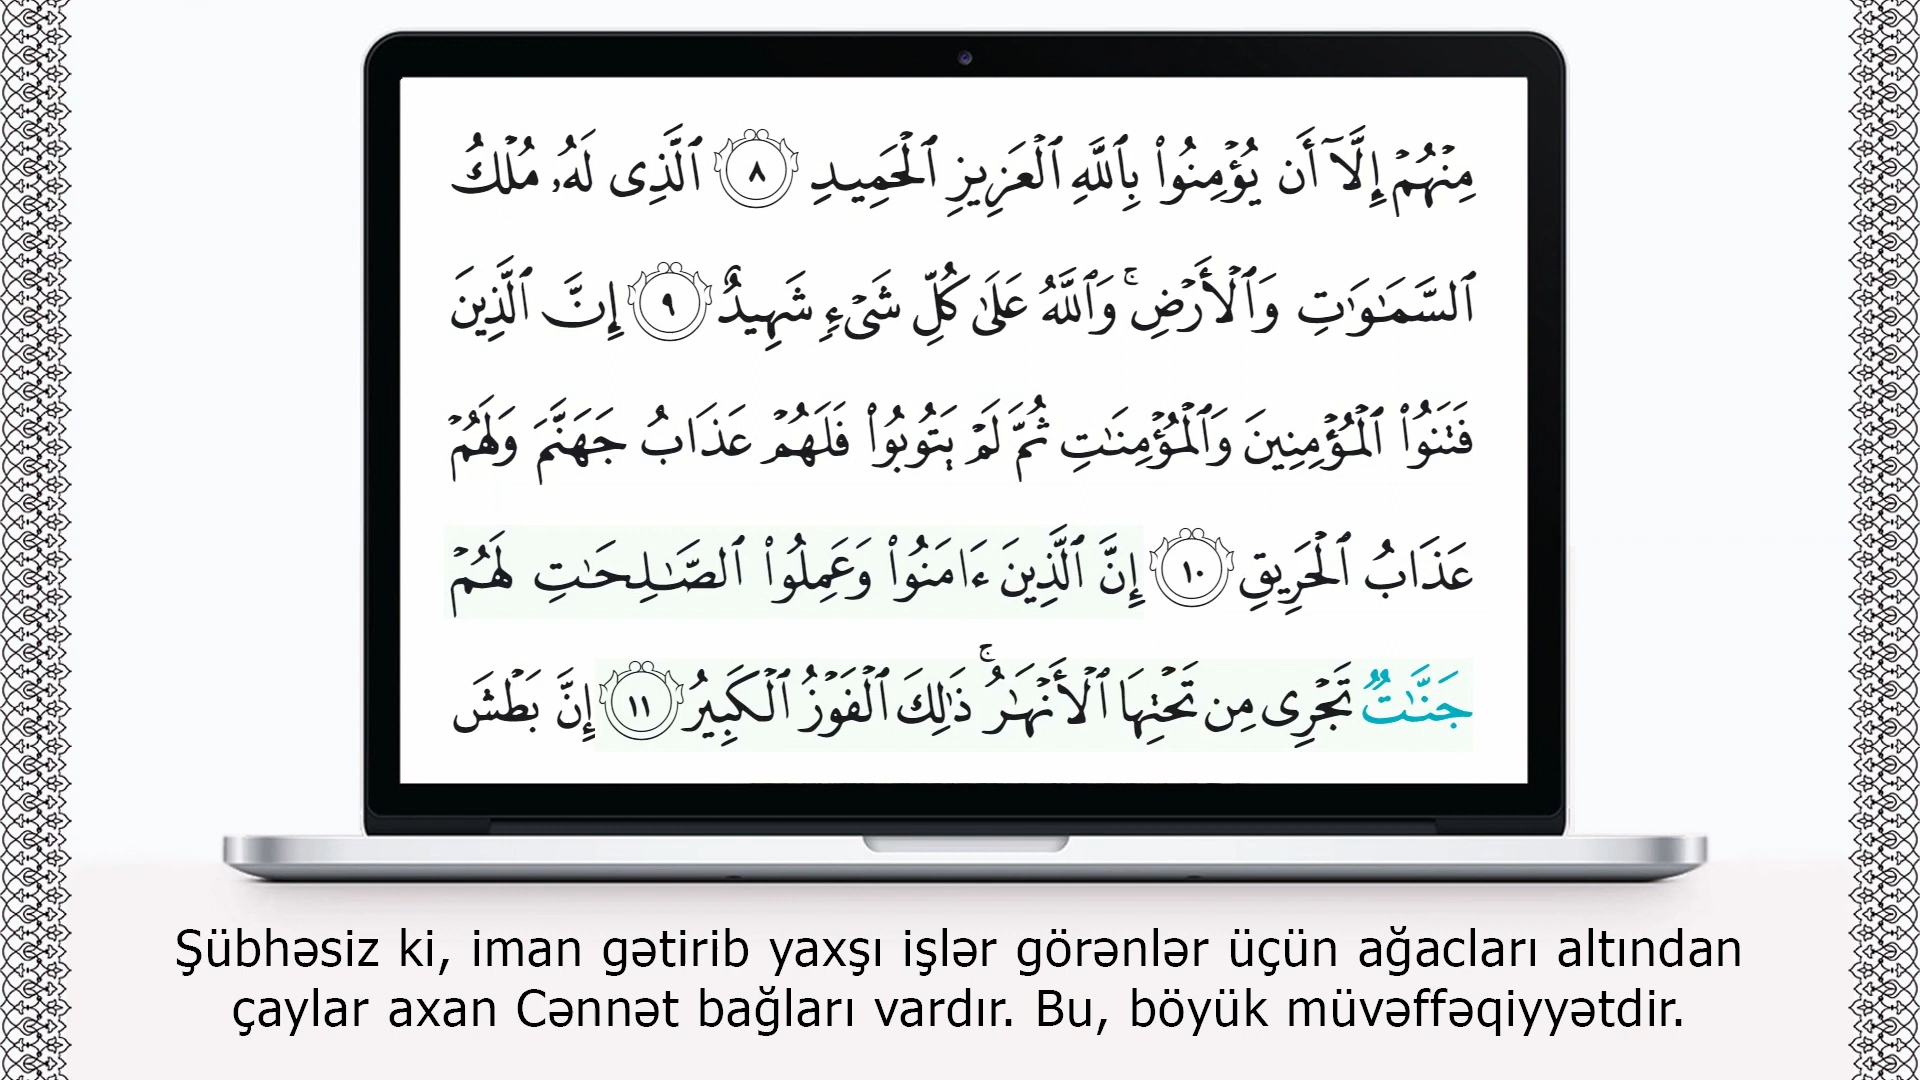 مِنۡهُمۡ إِلَّآ أَن يُؤۡمِنُواْ بِٱللَّهِ ٱلۡعَزِيزِ ٱلۡحَمِيدِ ٨ ٱلَّذِى لَهُۥ مُلۡكُ
ٱلسَّمَٰوَٰتِ وَٱلۡأَرۡضِۚ وَٱللَّهُ عَلَىٰ كُلِّ شَىۡءٍ شَهِيدٌ ٩ إِنَّ ٱلَّذِينَ
فَتَنُواْ ٱلۡمُؤۡمِنِينَ وَٱلۡمُؤۡمِنَٰتِ ثُمَّ لَمۡ يَتُوبُواْ فَلَهُمۡ عَذَابُ جَهَنَّمَ وَلَهُمۡ
عَذَابُ ٱلۡحَرِيقِ ١٠ إِنَّ ٱلَّذِينَ ءَامَنُواْ وَعَمِلُواْ ٱلصَّٰلِحَٰتِ لَهُمۡ
جَنَّٰتٌ تَجۡرِى مِن تَحۡتِهَا ٱلۡأَنۡهَٰرُۚ ذَٰلِكَ ٱلۡفَوۡزُ ٱلۡكَبِيرُ ١١ إِنَّ بَطۡشَ
Şübhəsiz ki, iman gətirib yaxşı işlər görənlər üçün ağacları altından
çaylar axan Cənnət bağları vardır. Bu, böyük müvəffəqiyyətdir.